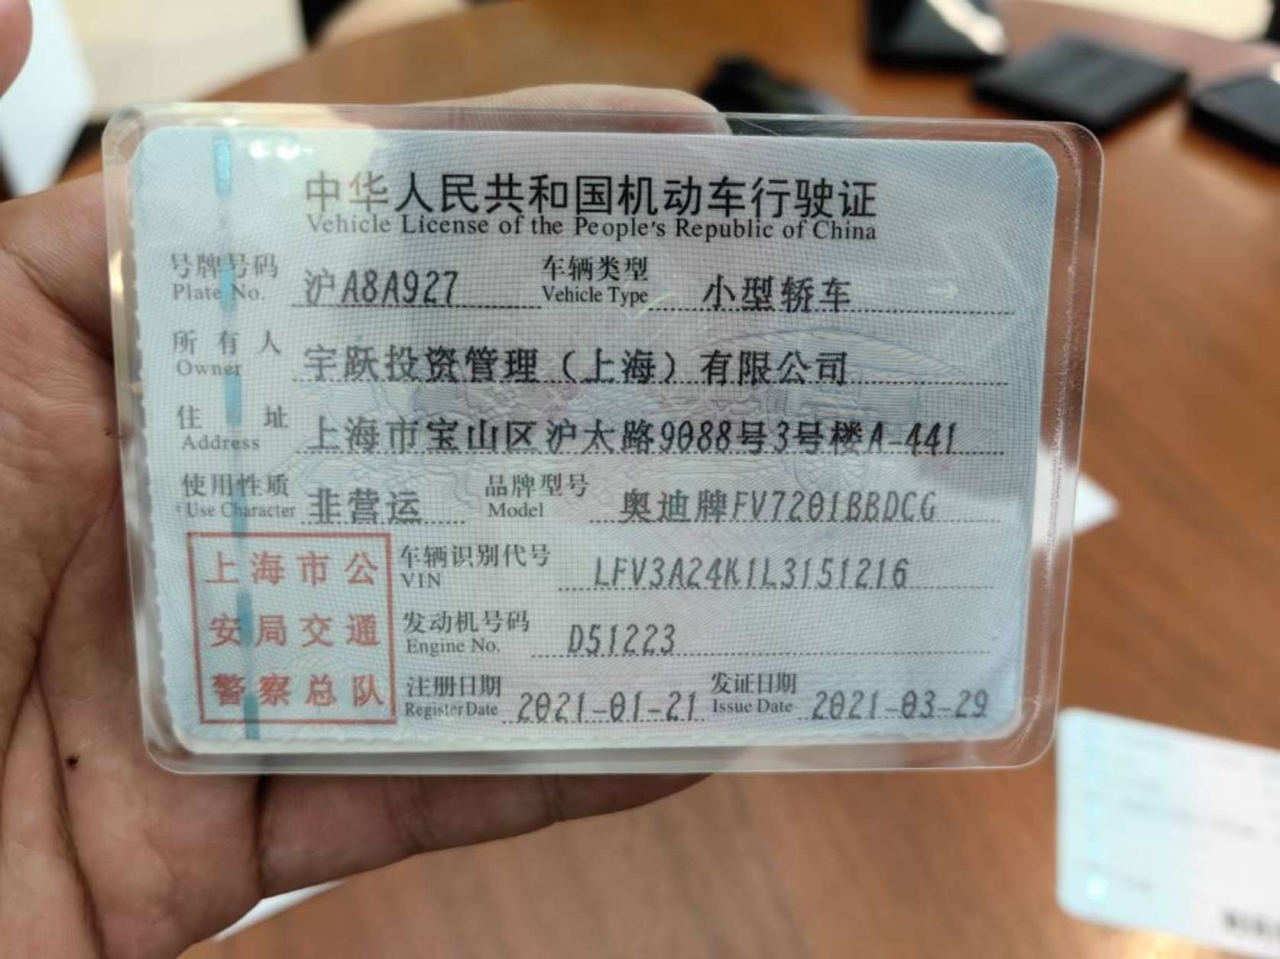 中华人民共和国机动车行驶证
Vehicle License of the People's Republic of China
号牌号码 沪A8A927 车辆类型 小型轿车
Plate No. Vehicle Type
所有人 宇跃投资管理（上海）有限公司
Owner
住址 上海市宝山区沪太路9088号3号楼A-441
Address
使用性质 非营运 品牌型号 奥迪牌FV7201BBDCG
Use Character Model
上海市公
安局交通
警察总队
车辆识别代号 LFV3A24K1L3151216
VIN
发动机号码 D51223
Engine No.
注册日期 2021-01-21 发证日期 2021-03-29
Register Date Issue Date